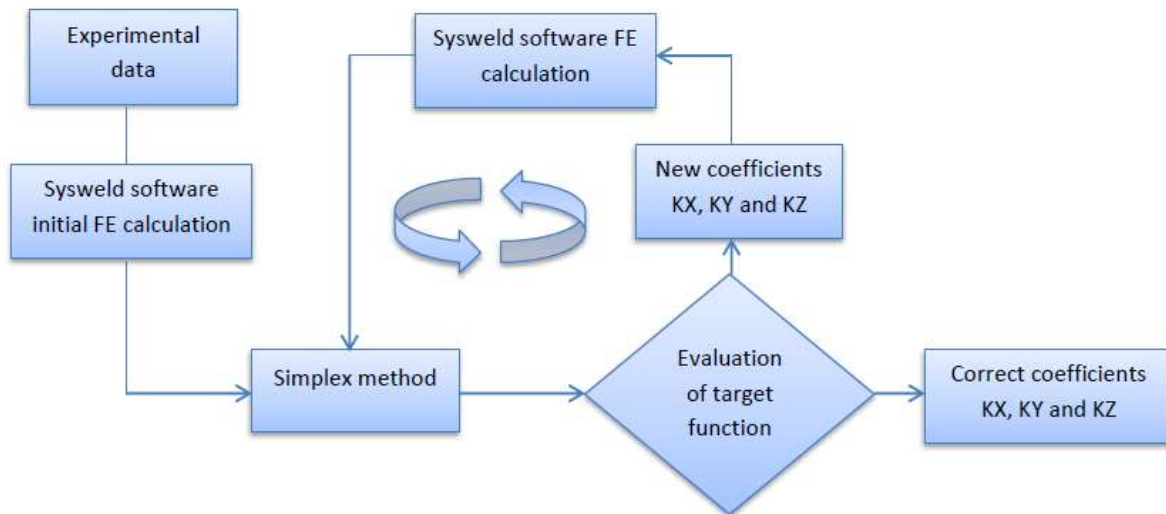 Experimental
data
Sysweld software
initial FE calculation
Sysweld software FE
calculation
New coefficients
KX, KY and KZ
Simplex method
Evaluation
of target
function
Correct coefficients
KX, KY and KZ